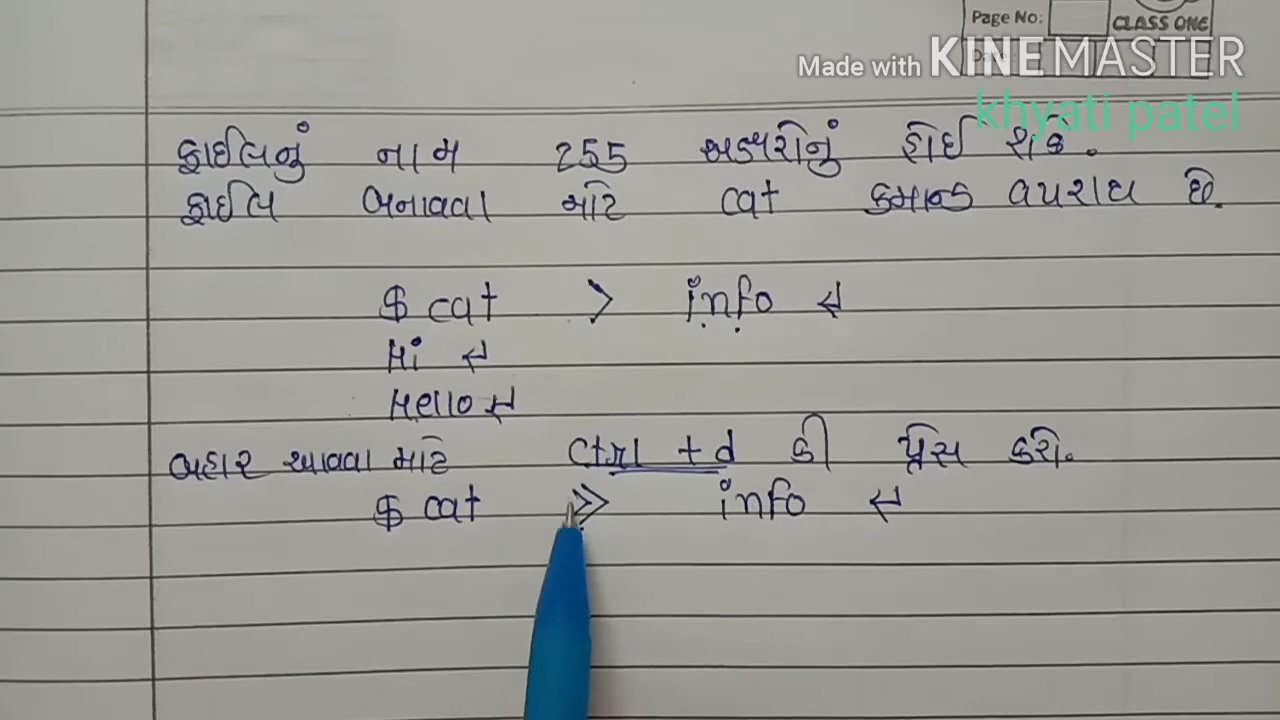 Page No:
CLASS ONE
Made with KINEMASTER
khyati patel
ફાઈલનું નામ 255 અક્ષરોનું હોઈ શકે.
ફાઈલ બનાવવા માટે cat કમાન્ડ વપરાય છે.
$ cat > info ↵
Hi ↵
Hello ↵
બહાર આવવા માટે Ctrl + d કી પ્રેસ કરો.
$ cat >> info ↵